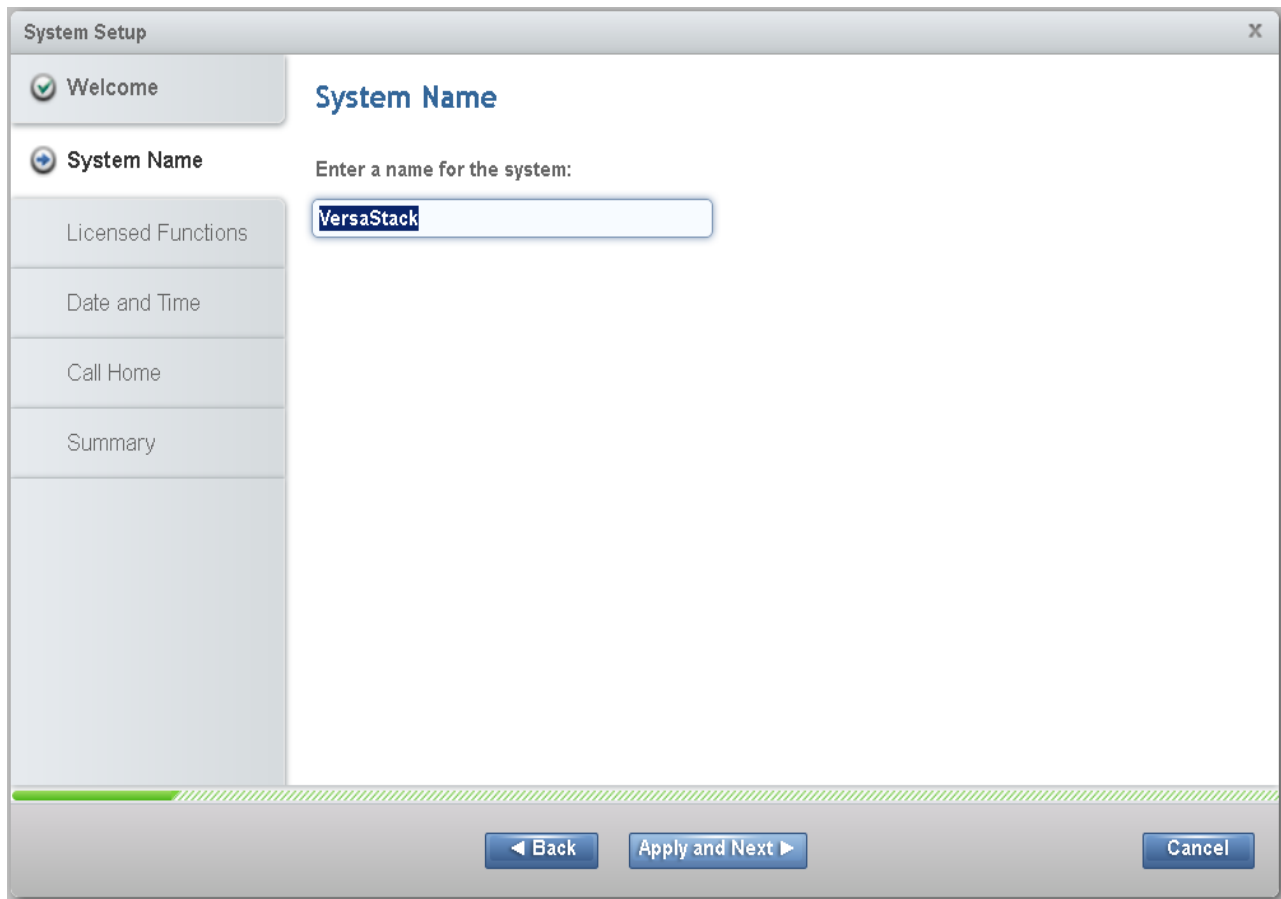 System Setup
x
Welcome
System Name
Licensed Functions
Date and Time
Call Home
Summary
System Name
Enter a name for the system:
VersaStack
Back
Apply and Next
Cancel